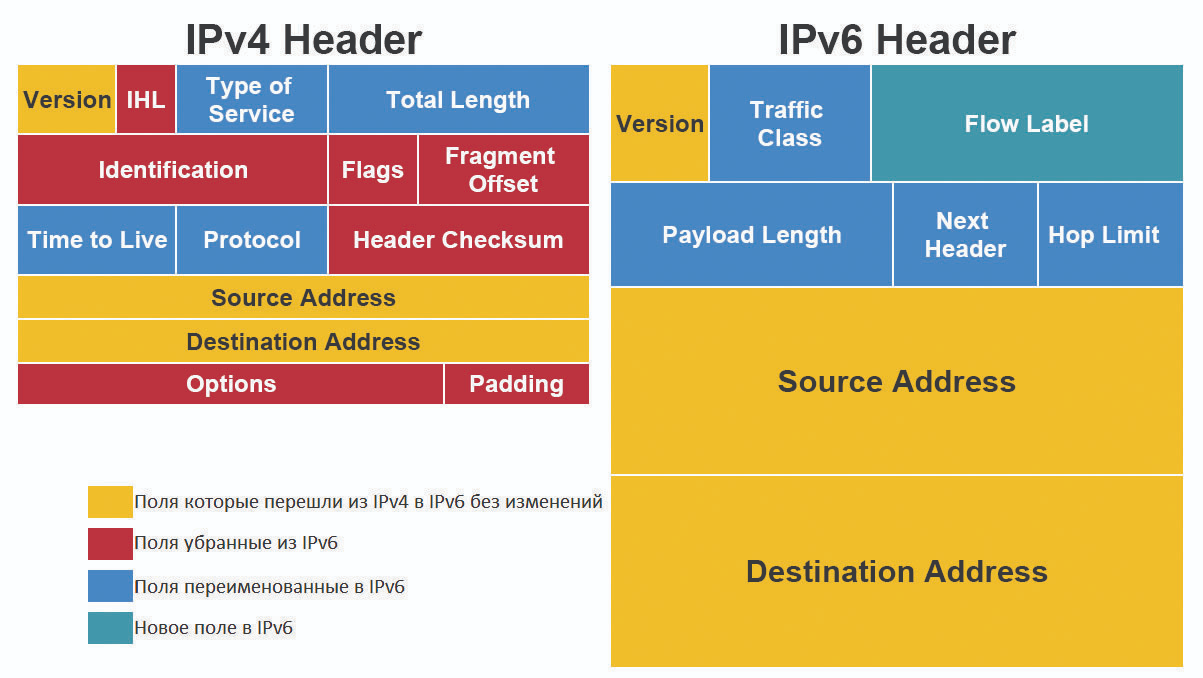 IPv4 Header
Version
IHL
Type of
Service
Total Length
Identification
Flags
Fragment
Offset
Time to Live
Protocol
Header Checksum
Source Address
Destination Address
Options
Padding
Поля которые перешли из IPv4 в IPv6 без изменений
Поля убранные из IPv6
Поля переименованные в IPv6
Новое поле в IPv6
IPv6 Header
Version
Traffic
Class
Flow Label
Payload Length
Next
Header
Hop Limit
Source Address
Destination Address